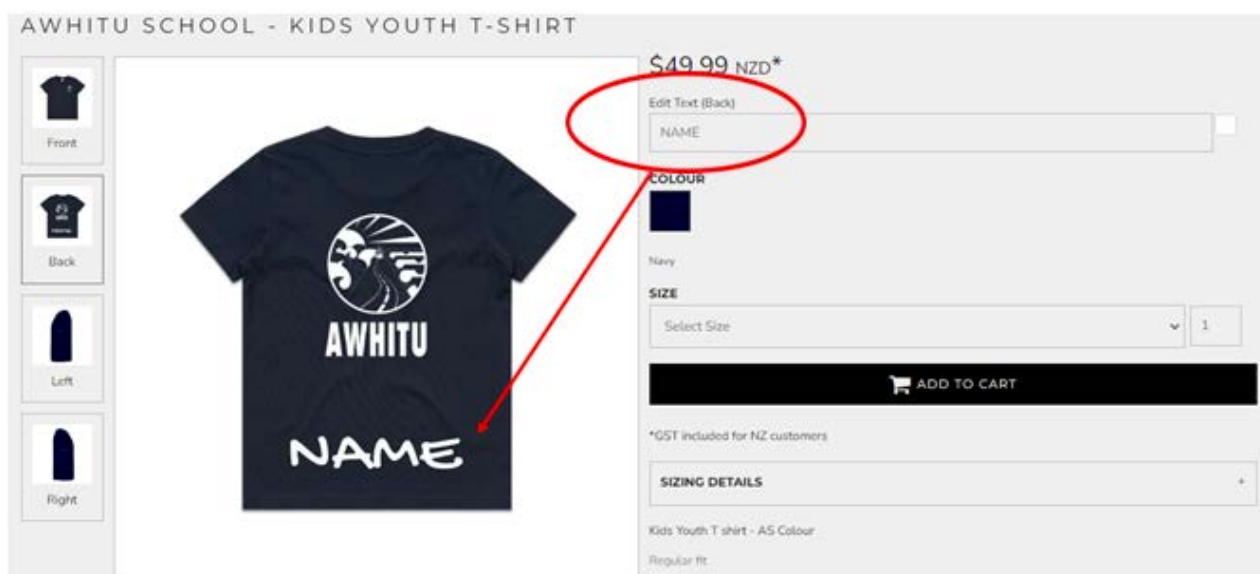 AWHITU SCHOOL - KIDS YOUTH T-SHIRT
Front
Back
Left
Right
AWHITU
NAME
$49.99 NZD*
Edit Text (Back)
NAME
COLOUR
Navy
SIZE
Select Size
1
ADD TO CART
*GST included for NZ customers
SIZING DETAILS +
Kids Youth T shirt - AS Colour
Regular fit